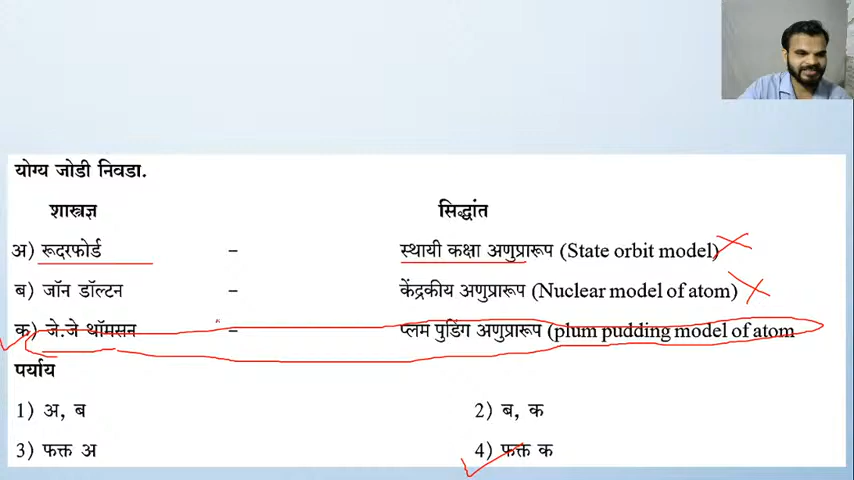 योग्य जोडी निवडा.
शास्त्रज्ञ सिद्धांत
अ) रूदरफोर्ड – स्थायी कक्षा अणुप्रारूप (State orbit model)
ब) जॉन डॉल्टन – केंद्रकीय अणुप्रारूप (Nuclear model of atom)
क) जे.जे थॉमसन – प्लम पुडिंग अणुप्रारूप (plum pudding model of atom
पर्याय
1) अ, ब 2) ब, क
3) फक्त अ 4) फक्त क